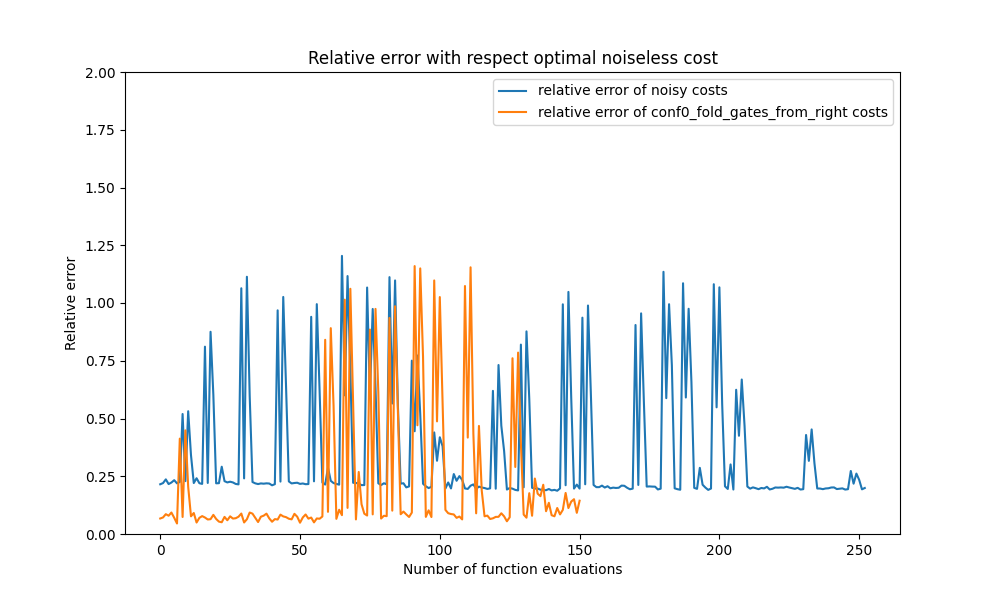 Relative error with respect optimal noiseless cost
relative error of noisy costs
relative error of conf0_fold_gates_from_right costs
2.00
1.75
1.50
1.25
1.00
0.75
0.50
0.25
0.00
Relative error
0 50 100 150 200 250
Number of function evaluations